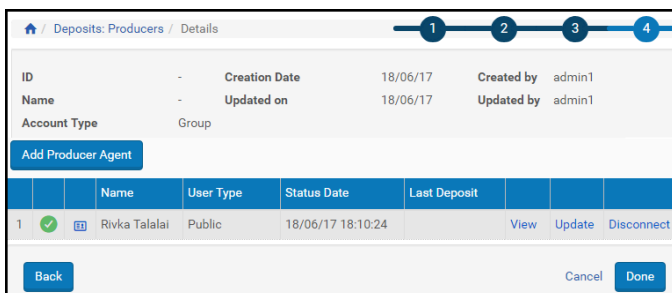 / Deposits: Producers / Details 1 2 3 4
ID - Creation Date 18/06/17 Created by admin1
Name - Updated on 18/06/17 Updated by admin1
Account Type Group
Add Producer Agent
Name User Type Status Date Last Deposit
1 Rivka Talalai Public 18/06/17 18:10:24 View Update Disconnect
Back Cancel Done